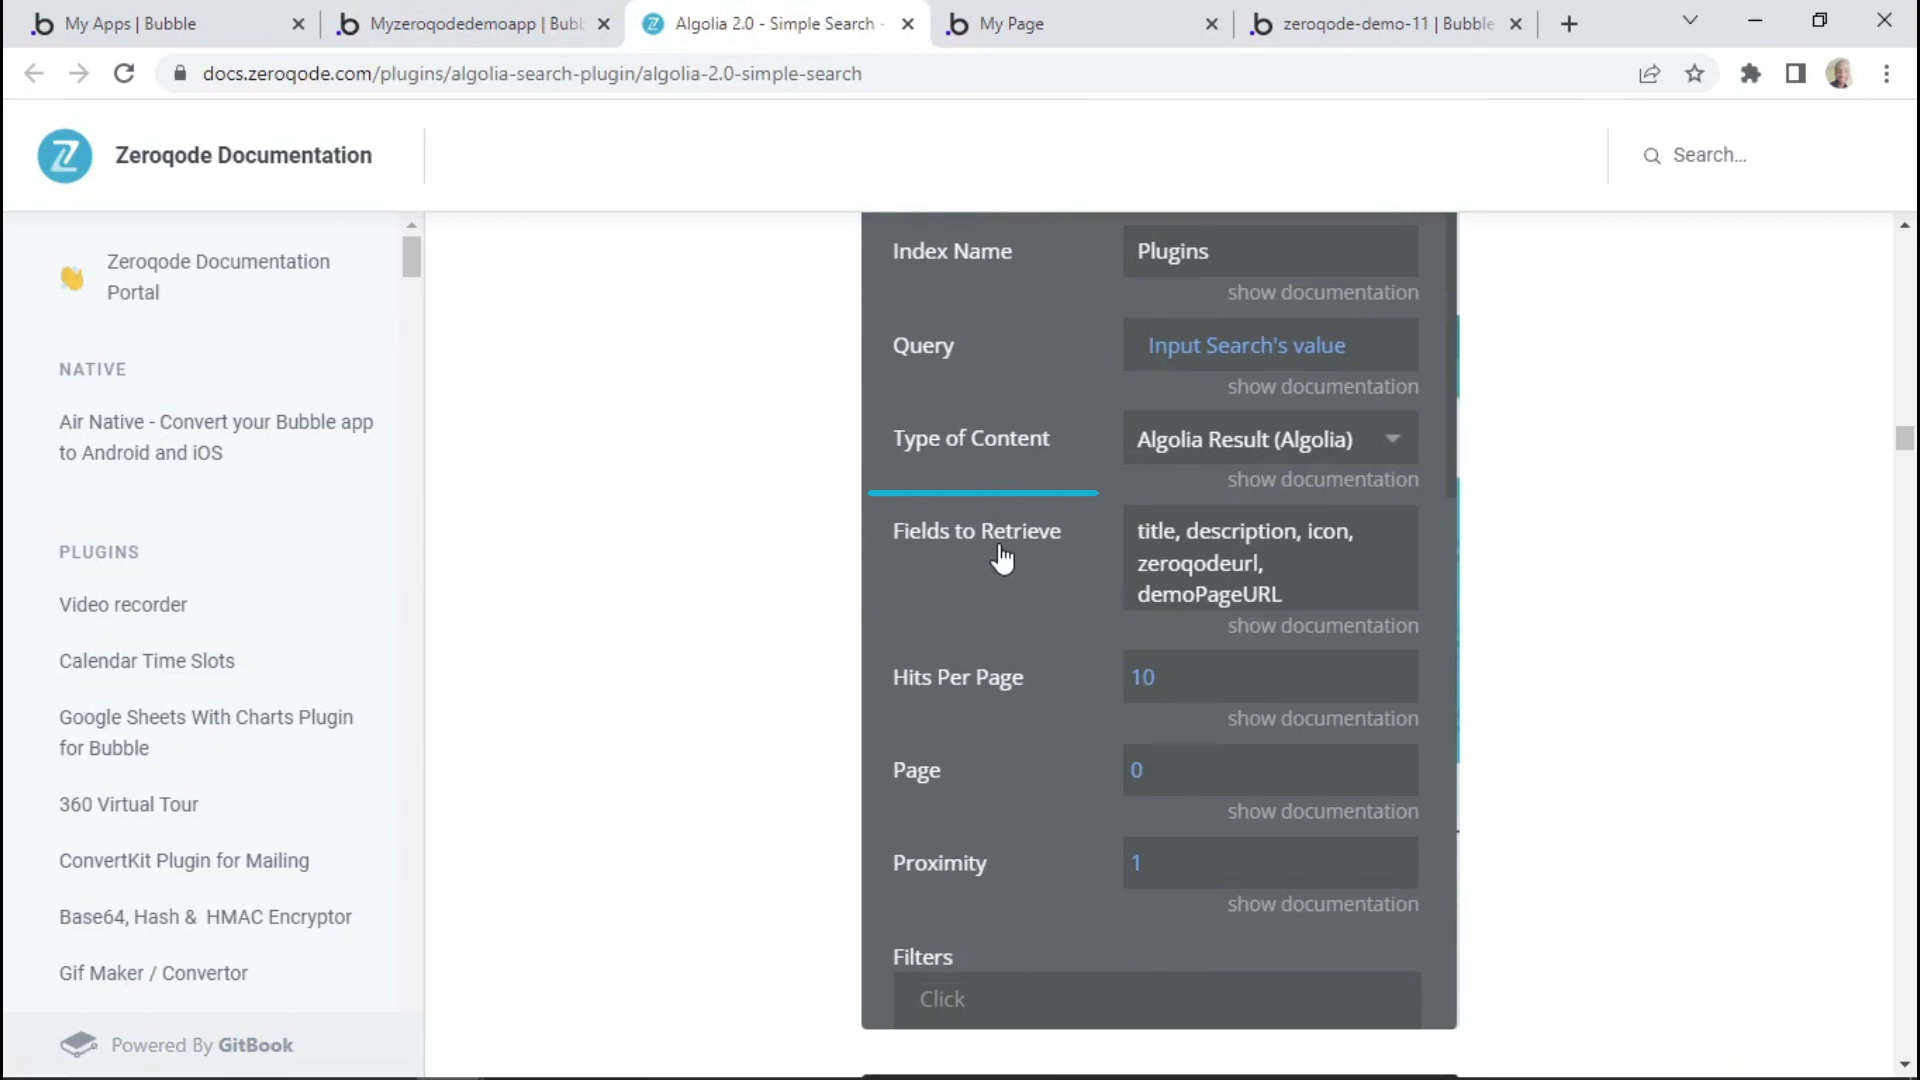 My Apps | Bubble
Myzeroqodedemoapp | Bubb
Algolia 2.0 - Simple Search -
My Page
zeroqode-demo-11 | Bubble
docs.zeroqode.com/plugins/algolia-search-plugin/algolia-2.0-simple-search
Zeroqode Documentation
Search...
Zeroqode Documentation
Portal
NATIVE
Air Native - Convert your Bubble app
to Android and iOS
PLUGINS
Video recorder
Calendar Time Slots
Google Sheets With Charts Plugin
for Bubble
360 Virtual Tour
ConvertKit Plugin for Mailing
Base64, Hash & HMAC Encryptor
Gif Maker / Convertor
Powered By GitBook
Index Name
Plugins
show documentation
Query
Input Search's value
show documentation
Type of Content
Algolia Result (Algolia)
show documentation
Fields to Retrieve
title, description, icon,
zeroqodeurl,
demoPageURL
show documentation
Hits Per Page
10
show documentation
Page
0
show documentation
Proximity
1
show documentation
Filters
Click